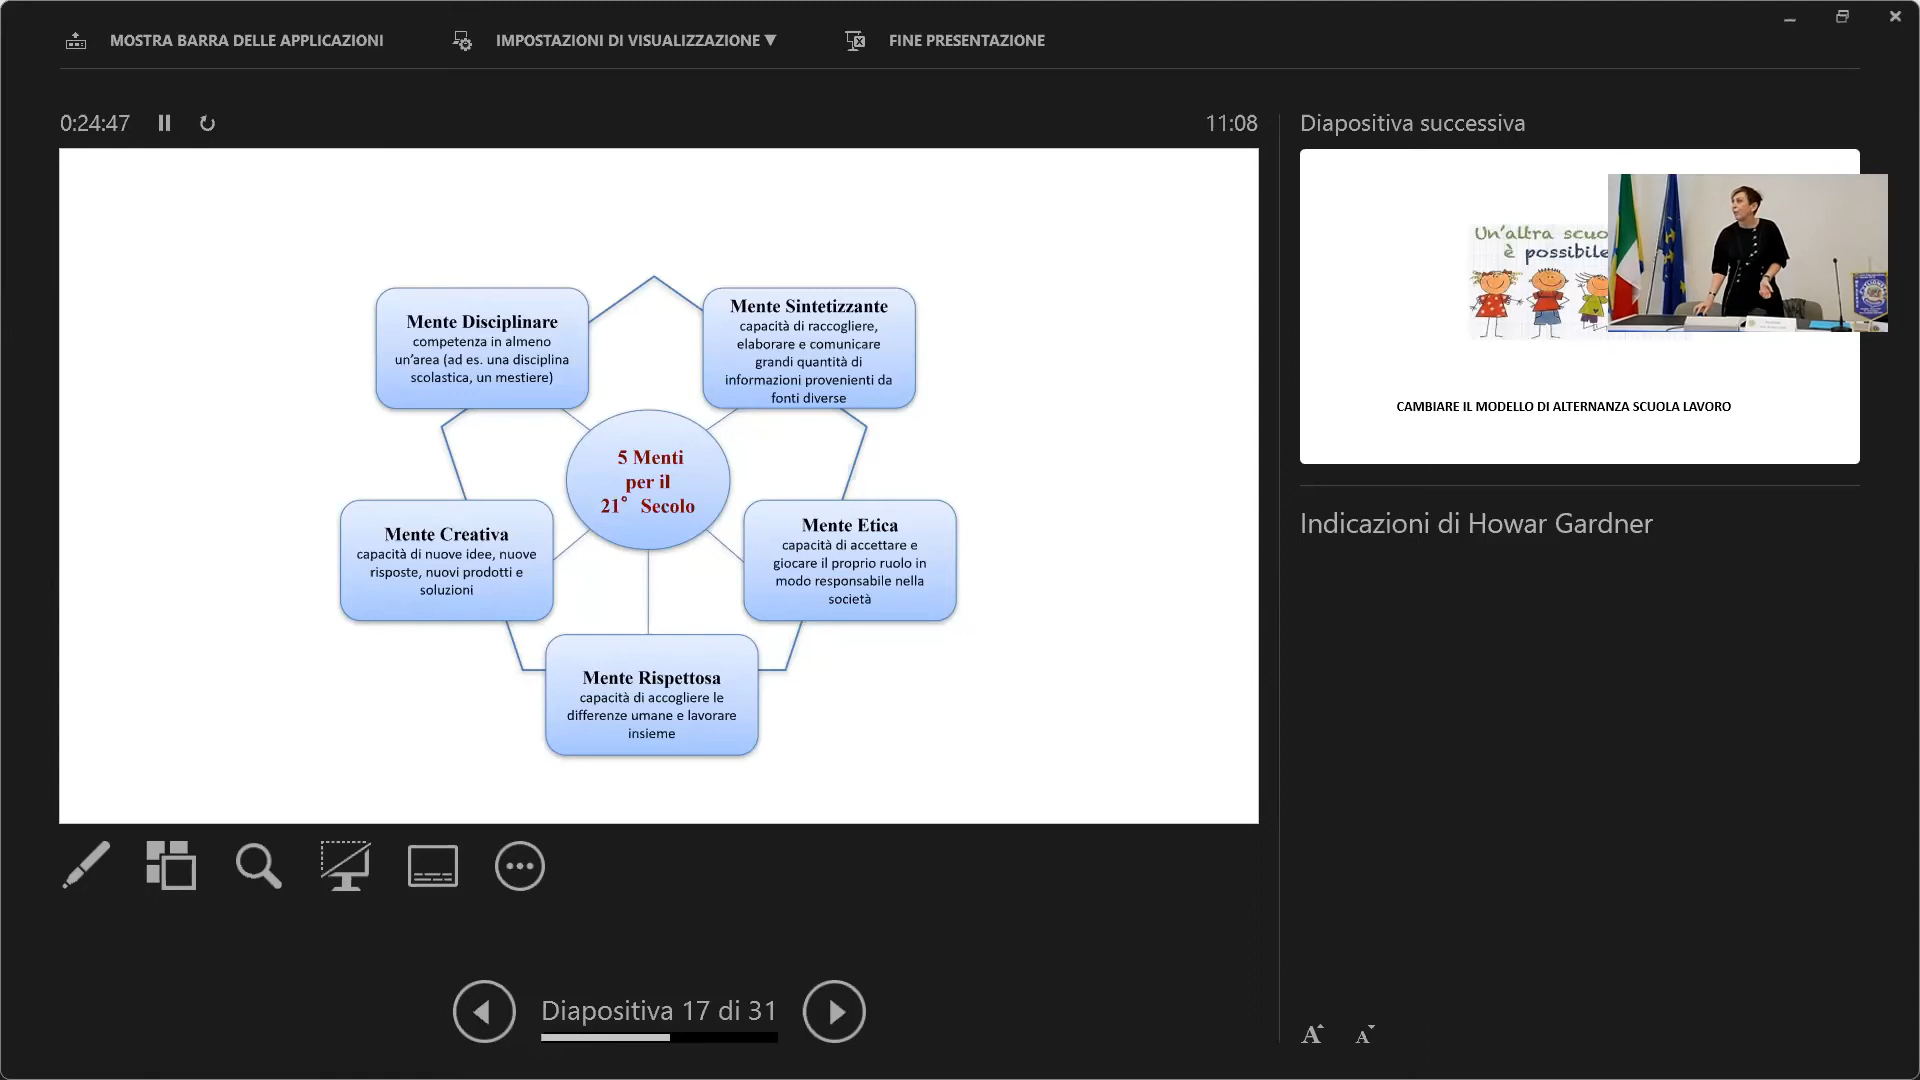 MOSTRA BARRA DELLE APPLICAZIONI
IMPOSTAZIONI DI VISUALIZZAZIONE ▼
FINE PRESENTAZIONE
0:24:47
11:08
Mente Disciplinare
competenza in almeno
un'area (ad es. una disciplina
scolastica, un mestiere)
Mente Sintetizzante
capacità di raccogliere,
elaborare e comunicare
grandi quantità di
informazioni provenienti da
fonti diverse
5 Menti
per il
21° Secolo
Mente Creativa
capacità di nuove idee, nuove
risposte, nuovi prodotti e
soluzioni
Mente Etica
capacità di accettare e
giocare il proprio ruolo in
modo responsabile nella
società
Mente Rispettosa
capacità di accogliere le
differenze umane e lavorare
insieme
Diapositiva 17 di 31
Diapositiva successiva
Un'altra scuo
è possibile
CAMBIARE IL MODELLO DI ALTERNANZA SCUOLA LAVORO
Indicazioni di Howar Gardner
A A